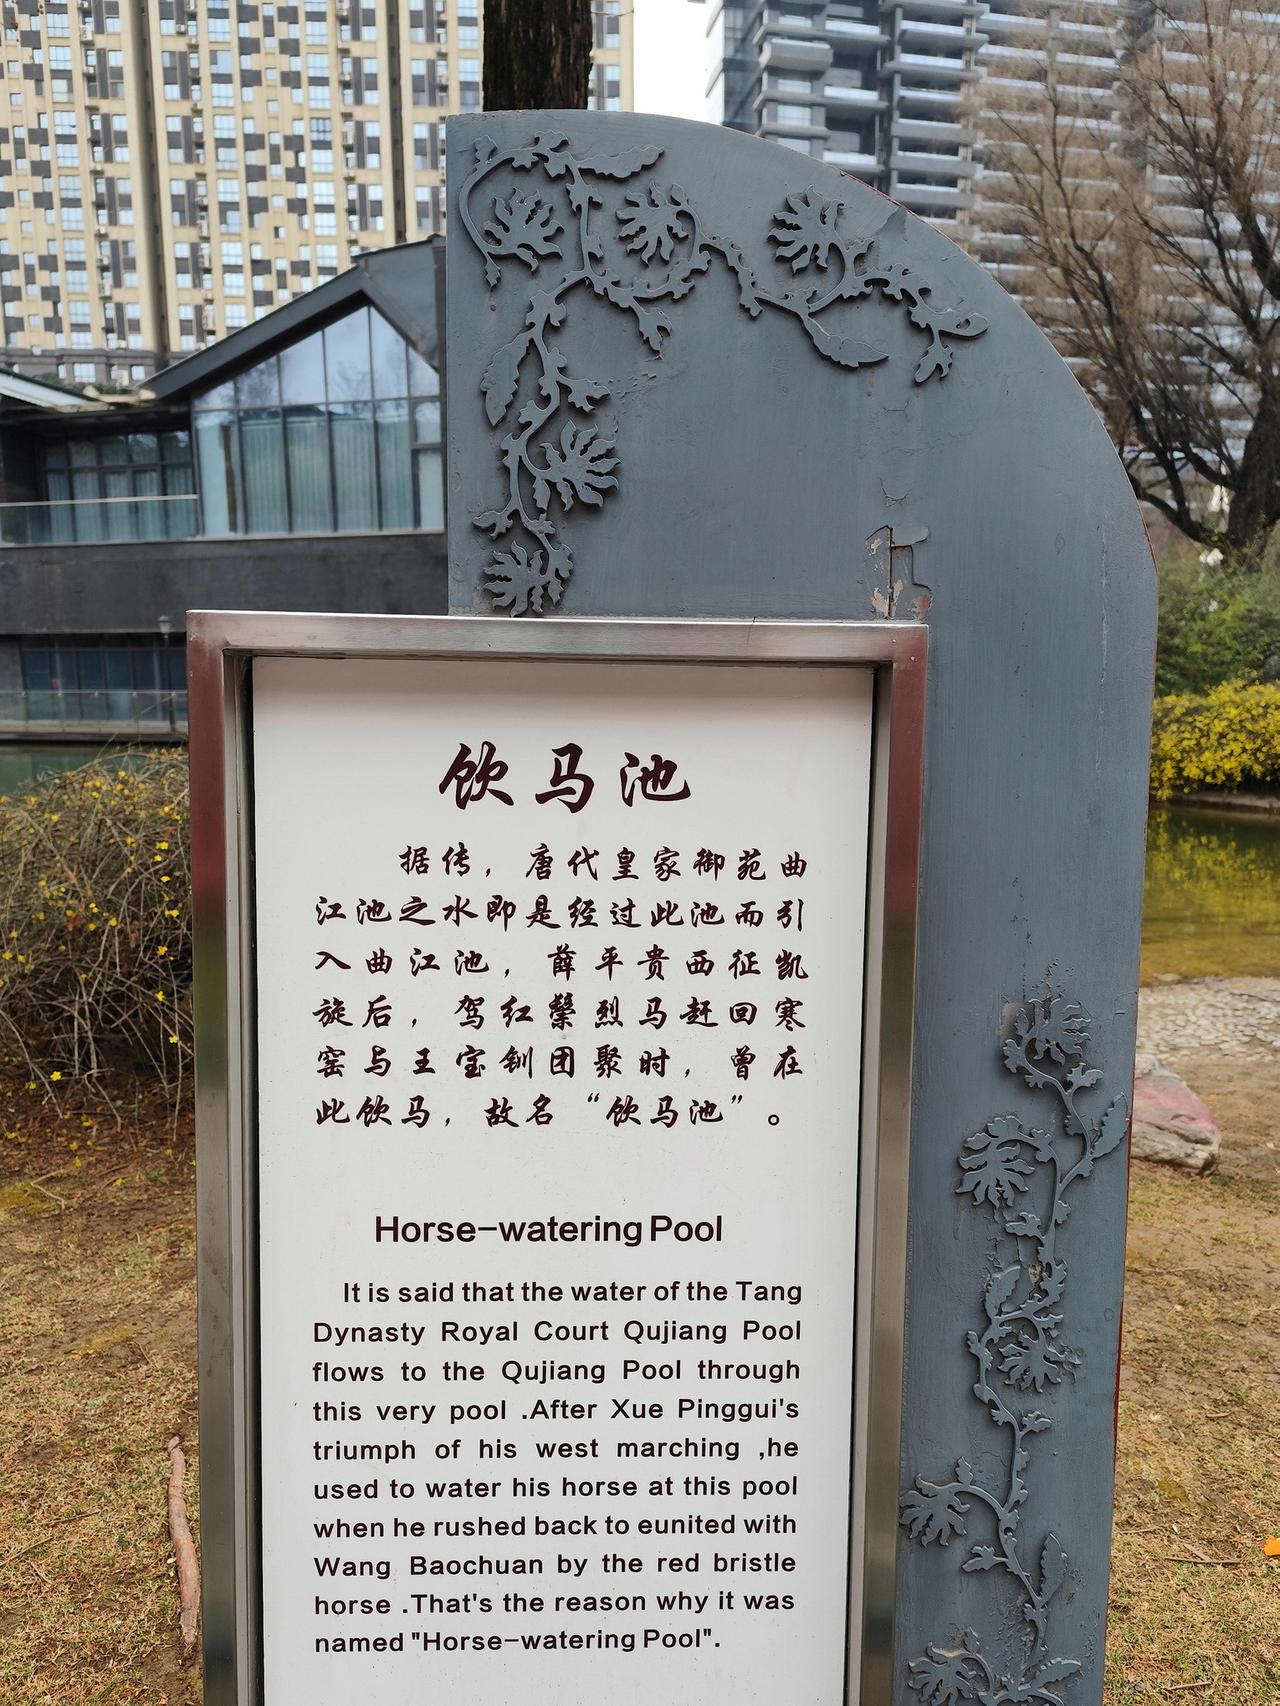 饮马池
据传，唐代皇家御苑曲
江池之水即是经过此池而引
入曲江池，薛平贵西征凯
旋后，驾红鬃烈马赶回寒
窑与王宝钏团聚时，曾在
此饮马，故名“饮马池”。
Horse-watering Pool
It is said that the water of the Tang
Dynasty Royal Court Qujiang Pool
flows to the Qujiang Pool through
this very pool .After Xue Pinggui's
triumph of his west marching ,he
used to water his horse at this pool
when he rushed back to eunited with
Wang Baochuan by the red bristle
horse .That's the reason why it was
named "Horse-watering Pool".